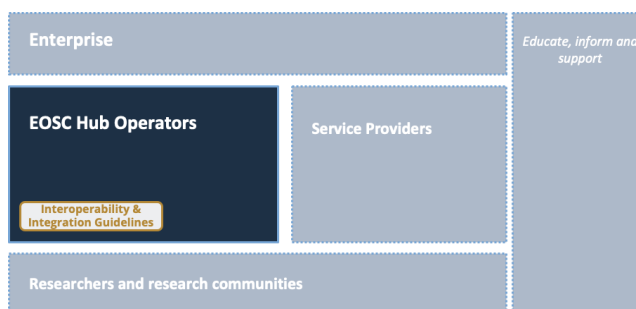 Enterprise
Educate, inform and
support
EOSC Hub Operators
Service Providers
Interoperability &
Integration Guidelines
Researchers and research communities